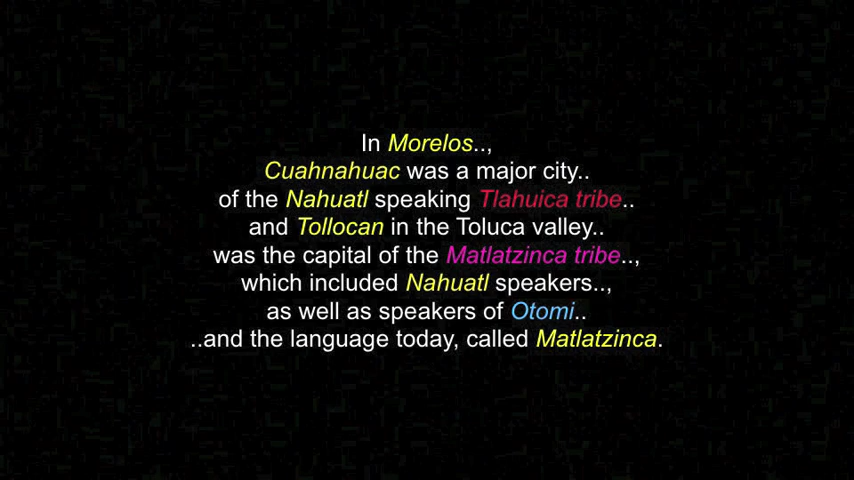 In Morelos..,
Cuahnahuac was a major city..
of the Nahuatl speaking Tlahuica tribe..
and Tollocan in the Toluca valley..
was the capital of the Matlatzinca tribe..,
which included Nahuatl speakers..,
as well as speakers of Otomi..
..and the language today, called Matlatzinca.